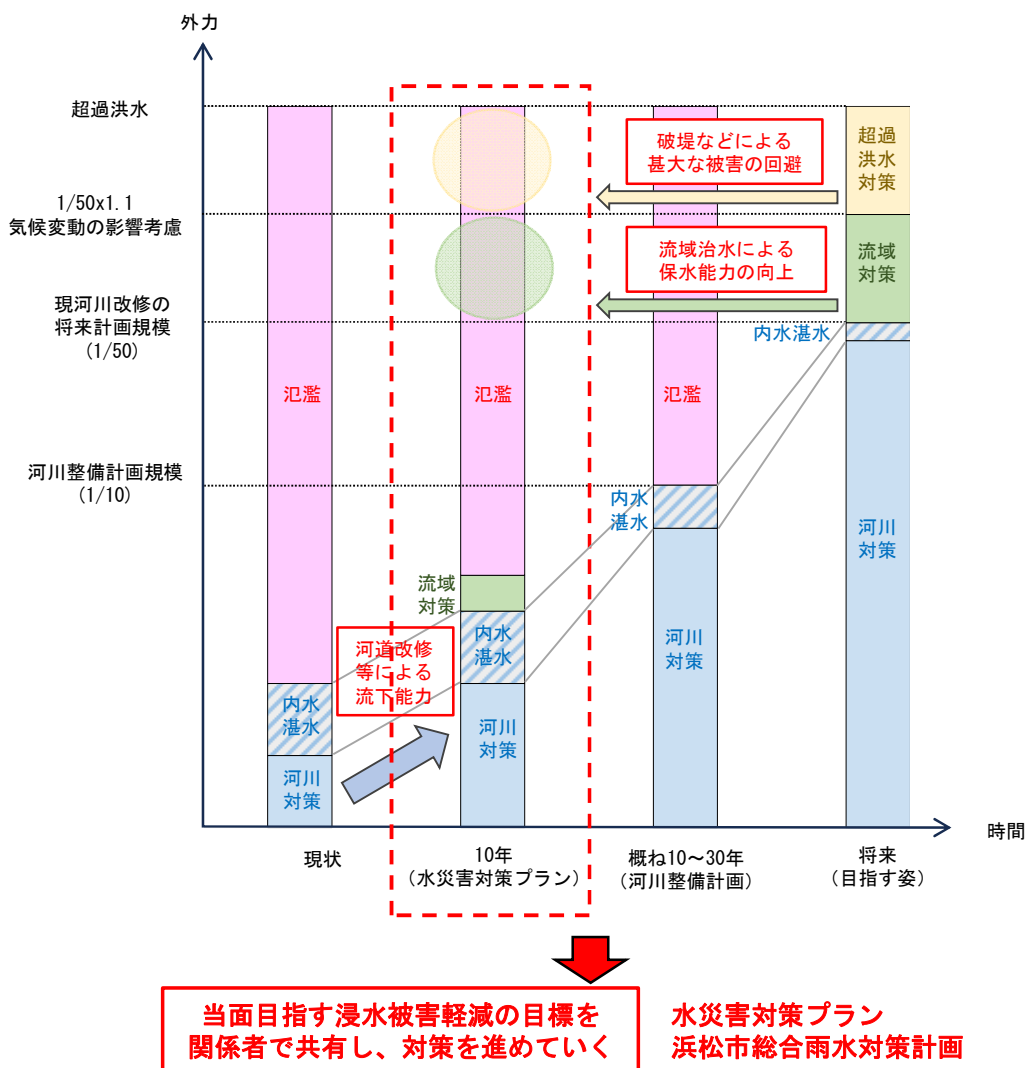 外力
超過洪水
1/50x1.1
気候変動の影響考慮
現河川改修の
将来計画規模
(1/50)
河川整備計画規模
(1/10)
氾濫
内水
湛水
河川
対策
河道改修
等による
流下能力
氾濫
流域
対策
内水
湛水
河川
対策
破堤などによる
甚大な被害の回避
流域治水による
保水能力の向上
氾濫
内水
湛水
河川
対策
超過
洪水
対策
流域
対策
内水湛水
河川
対策
時間
現状
10年
(水災害対策プラン)
概ね10～30年
(河川整備計画)
将来
(目指す姿)
当面目指す浸水被害軽減の目標を
関係者で共有し、対策を進めていく
水災害対策プラン
浜松市総合雨水対策計画